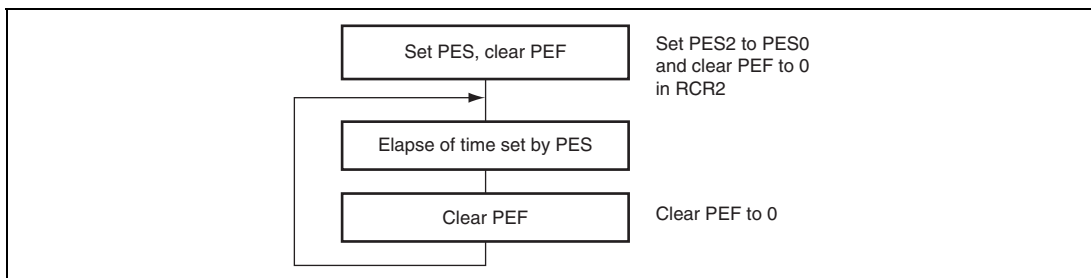 Set PES, clear PEF
Set PES2 to PES0
and clear PEF to 0
in RCR2
Elapse of time set by PES
Clear PEF
Clear PEF to 0